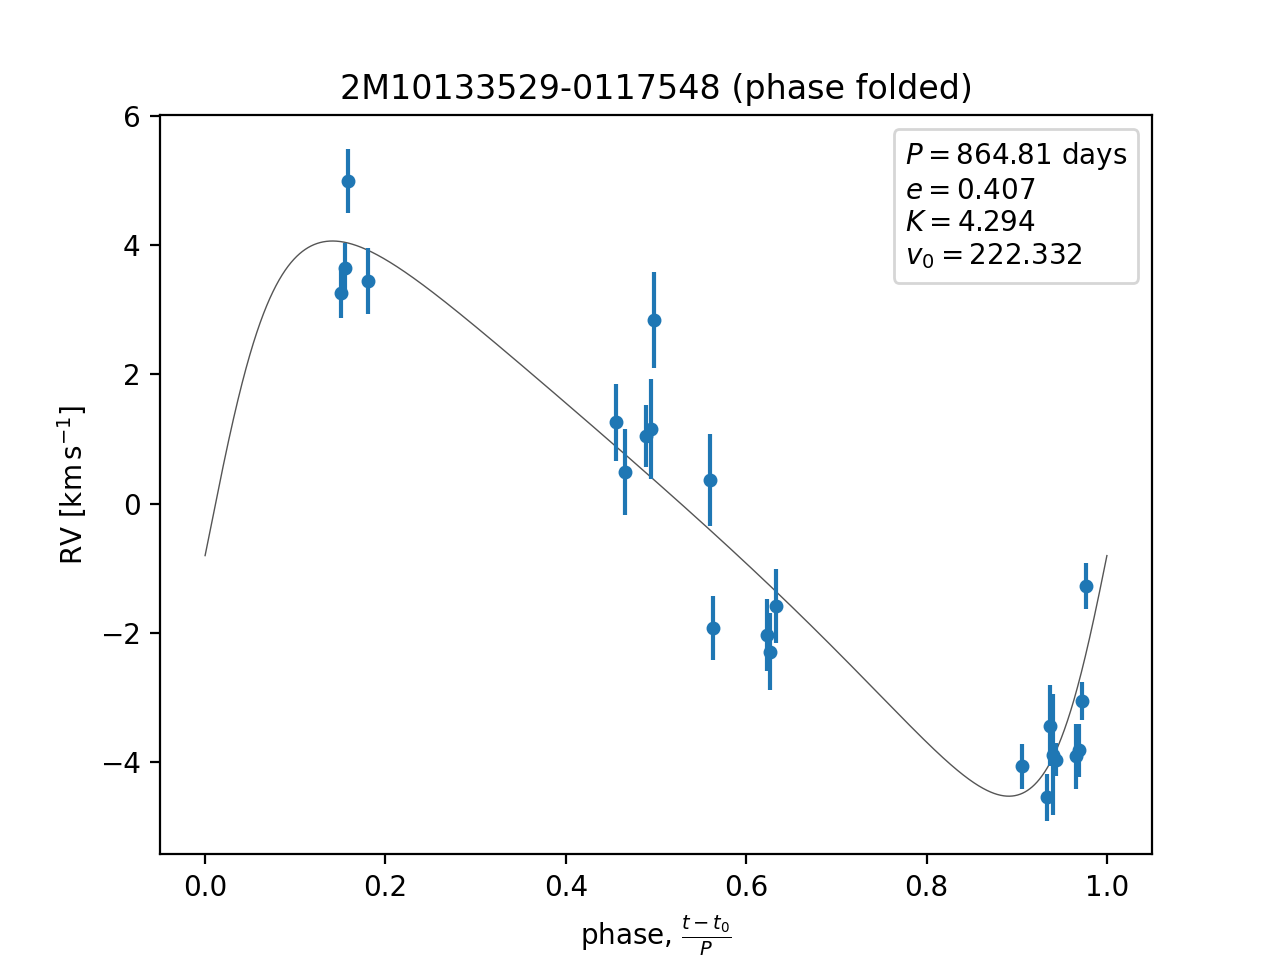 2M10133529-0117548 (phase folded)
P = 864.81 days
e = 0.407
K = 4.294
v₀ = 222.332
RV [km s⁻¹]
6
4
2
0
−2
−4
0.0 0.2 0.4 0.6 0.8 1.0
phase, (t − t₀)/P